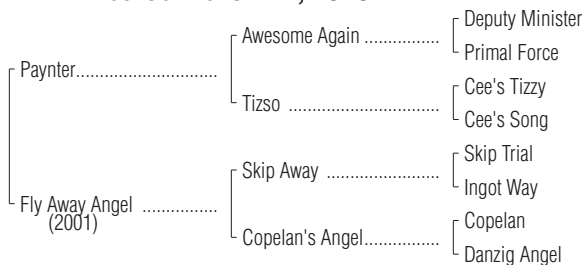 Deputy Minister
Awesome Again ..................
Primal Force
Paynter..................................
Cee's Tizzy
Tizso ....................................
Cee's Song
Skip Trial
Skip Away ...........................
Ingot Way
Fly Away Angel ..................
(2001)
Copelan
Copelan's Angel..................
Danzig Angel